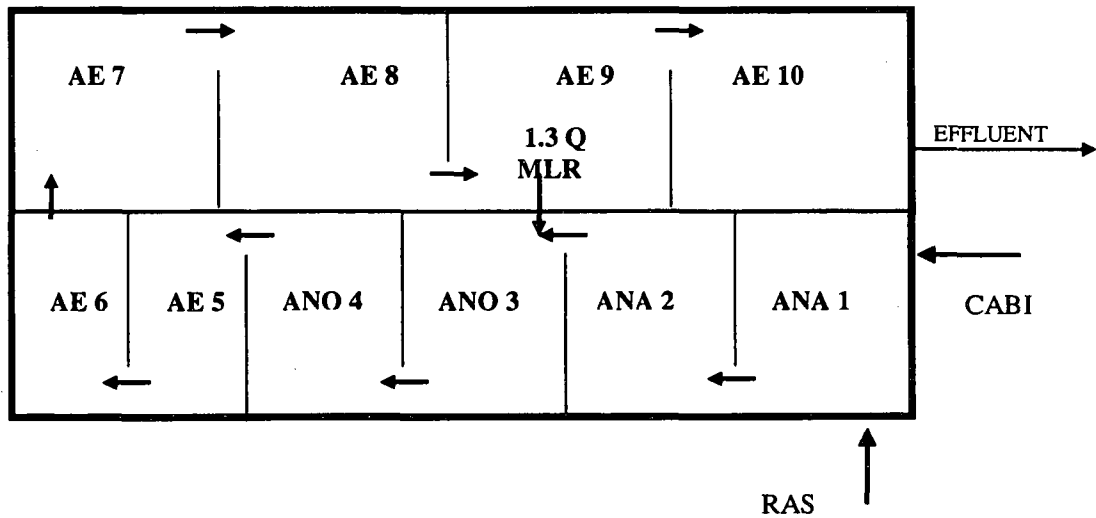 AE 7
AE 8
AE 9
AE 10
1.3 Q
MLR
EFFLUENT
AE 6
AE 5
ANO 4
ANO 3
ANA 2
ANA 1
CABI
RAS